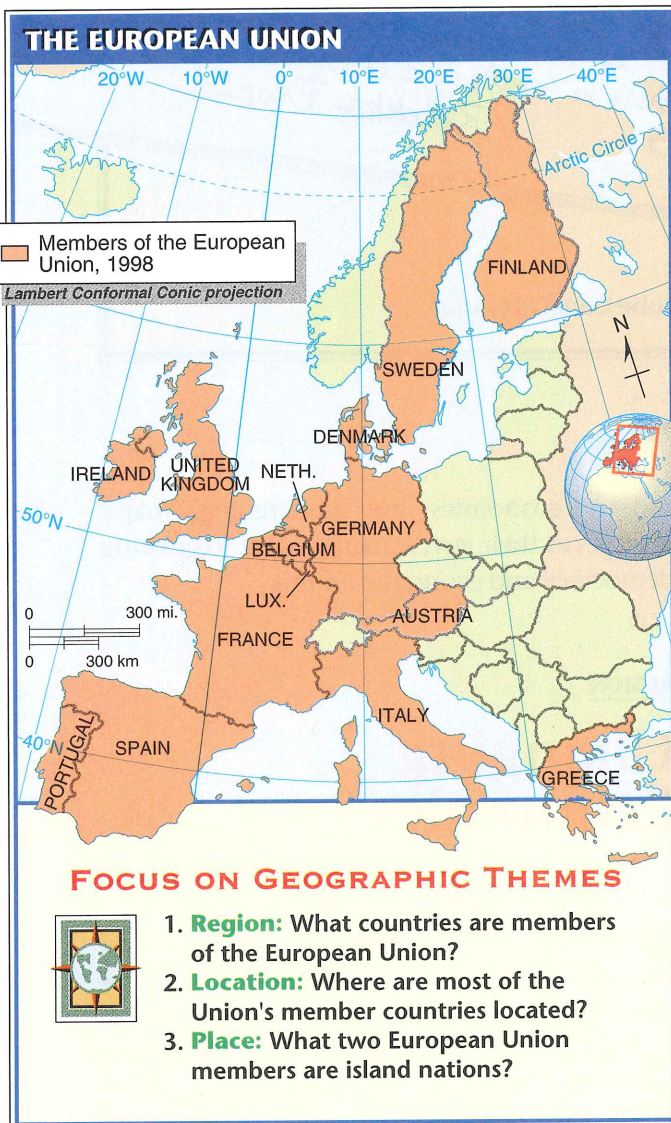 THE EUROPEAN UNION
20°W 10°W 0° 10°E 20°E 30°E 40°E
Arctic Circle
Members of the European
Union, 1998
Lambert Conformal Conic projection
FINLAND
N
SWEDEN
DENMARK
IRELAND
UNITED
KINGDOM
NETH.
50°N
GERMANY
BELGIUM
LUX.
0 300 mi.
0 300 km
FRANCE
AUSTRIA
ITALY
40°N
PORTUGAL
SPAIN
GREECE
FOCUS ON GEOGRAPHIC THEMES
1. Region: What countries are members
of the European Union?
2. Location: Where are most of the
Union's member countries located?
3. Place: What two European Union
members are island nations?